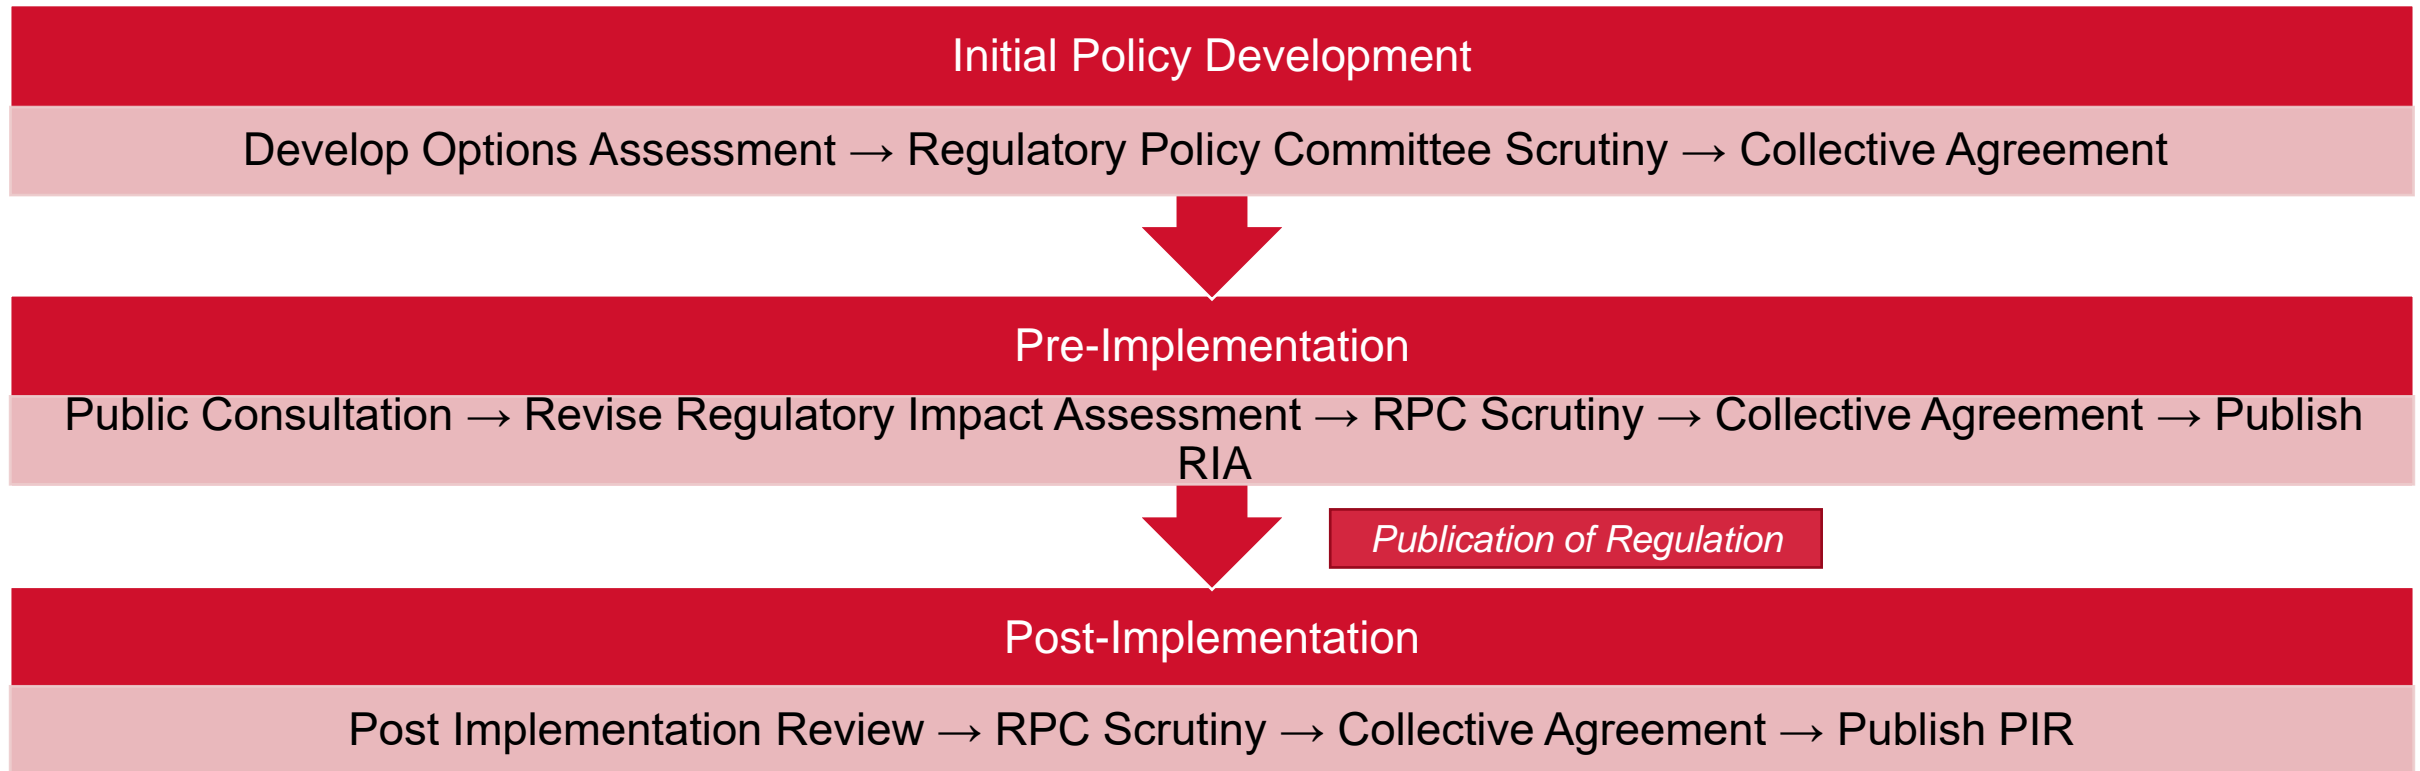 Initial Policy Development
Develop Options Assessment → Regulatory Policy Committee Scrutiny → Collective Agreement
Pre-Implementation
Public Consultation → Revise Regulatory Impact Assessment → RPC Scrutiny → Collective Agreement → Publish
RIA
Publication of Regulation
Post-Implementation
Post Implementation Review → RPC Scrutiny → Collective Agreement → Publish PIR